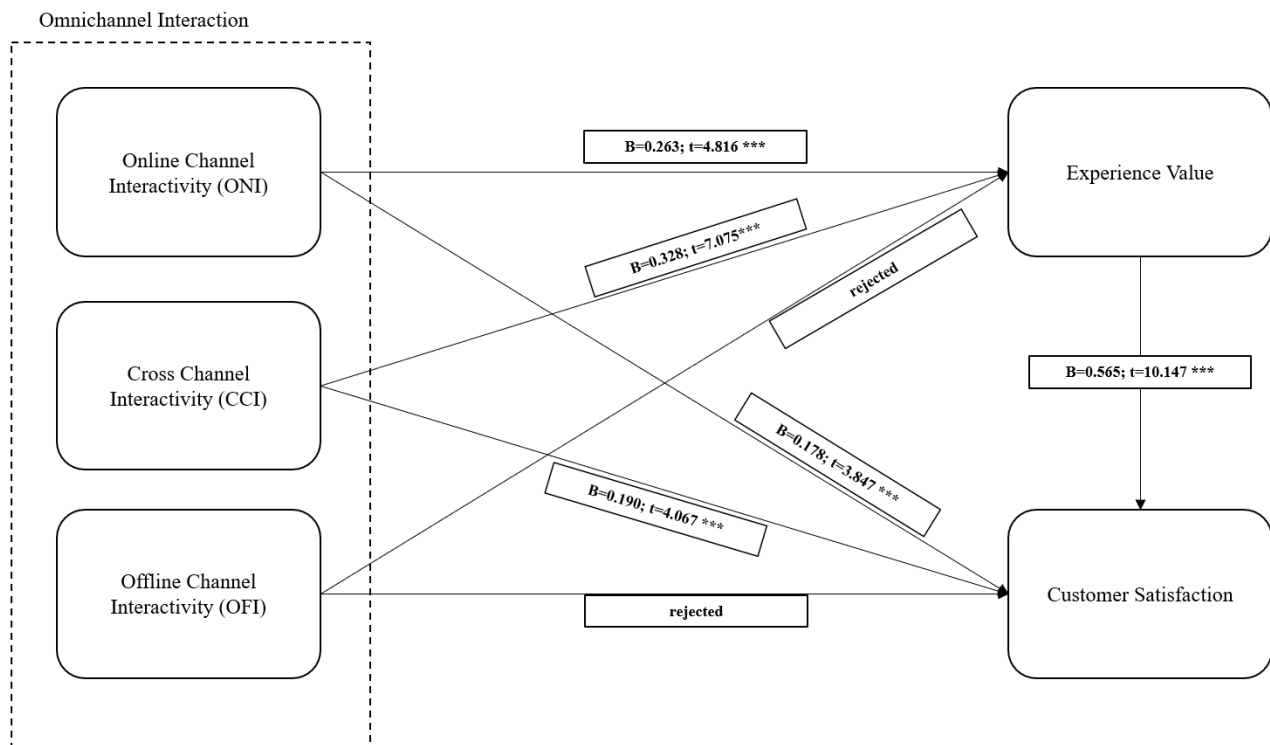 Omnichannel Interaction
Online Channel
Interactivity (ONI)
B=0.263; t=4.816 ***
Experience Value
B=0.328; t=7.075***
rejected
Cross Channel
Interactivity (CCI)
B=0.565; t=10.147 ***
B=0.178; t=3.847 ***
B=0.190; t=4.067 ***
Offline Channel
Interactivity (OFI)
rejected
Customer Satisfaction